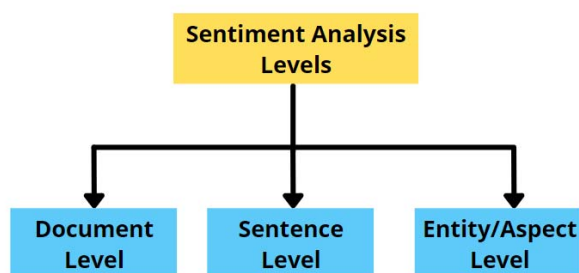 Sentiment Analysis
Levels
Document
Level
Sentence
Level
Entity/Aspect
Level